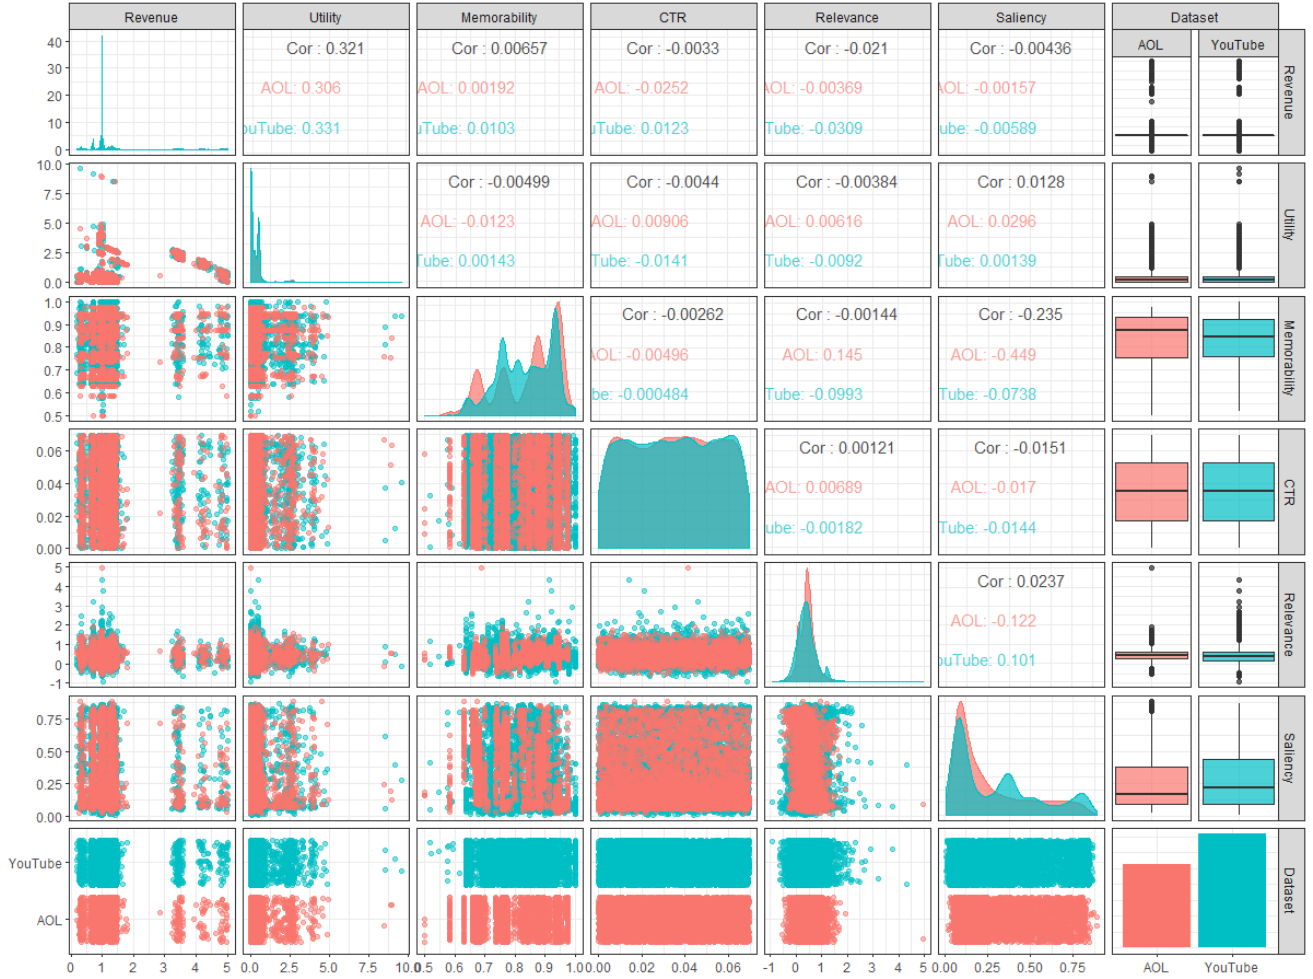 Revenue Utility Memorability CTR Relevance Saliency Dataset
AOL YouTube
40
30
20
10
0
Cor : 0.321 Cor : 0.00657 Cor : -0.0033 Cor : -0.021 Cor : -0.00436
AOL: 0.306 AOL: 0.00192 AOL: -0.0252 AOL: -0.00369 AOL: -0.00157
uTube: 0.331 uTube: 0.0103 uTube: 0.0123 Tube: -0.0309 Tube: -0.00589
Revenue
10.0
7.5
5.0
2.5
0.0
Cor : -0.00499 Cor : -0.0044 Cor : -0.00384 Cor : 0.0128
AOL: -0.0123 AOL: 0.00906 AOL: 0.00616 AOL: 0.0296
Tube: 0.00143 Tube: -0.0141 Tube: -0.0092 Tube: 0.00139
Utility
1.0
0.9
0.8
0.7
0.6
0.5
Cor : -0.00262 Cor : -0.00144 Cor : -0.235
AOL: -0.00496 AOL: 0.145 AOL: -0.449
be: -0.000484 Tube: -0.0993 Tube: -0.0738
Memorability
0.06
0.04
0.02
0.00
Cor : 0.00121 Cor : -0.0151
AOL: 0.00689 AOL: -0.017
ube: -0.00182 Tube: -0.0144
CTR
5
4
3
2
1
0
-1
Cor : 0.0237
AOL: -0.122
ouTube: 0.101
Relevance
0.75
0.50
0.25
0.00
Saliency
YouTube
AOL
Dataset
0 1 2 3 4 5 0.0 2.5 5.0 7.5 10.0 0.5 0.6 0.7 0.8 0.9 1.0 0.00 0.02 0.04 0.06 -1 0 1 2 3 4 5 0.00 0.25 0.50 0.75 AOL YouTube